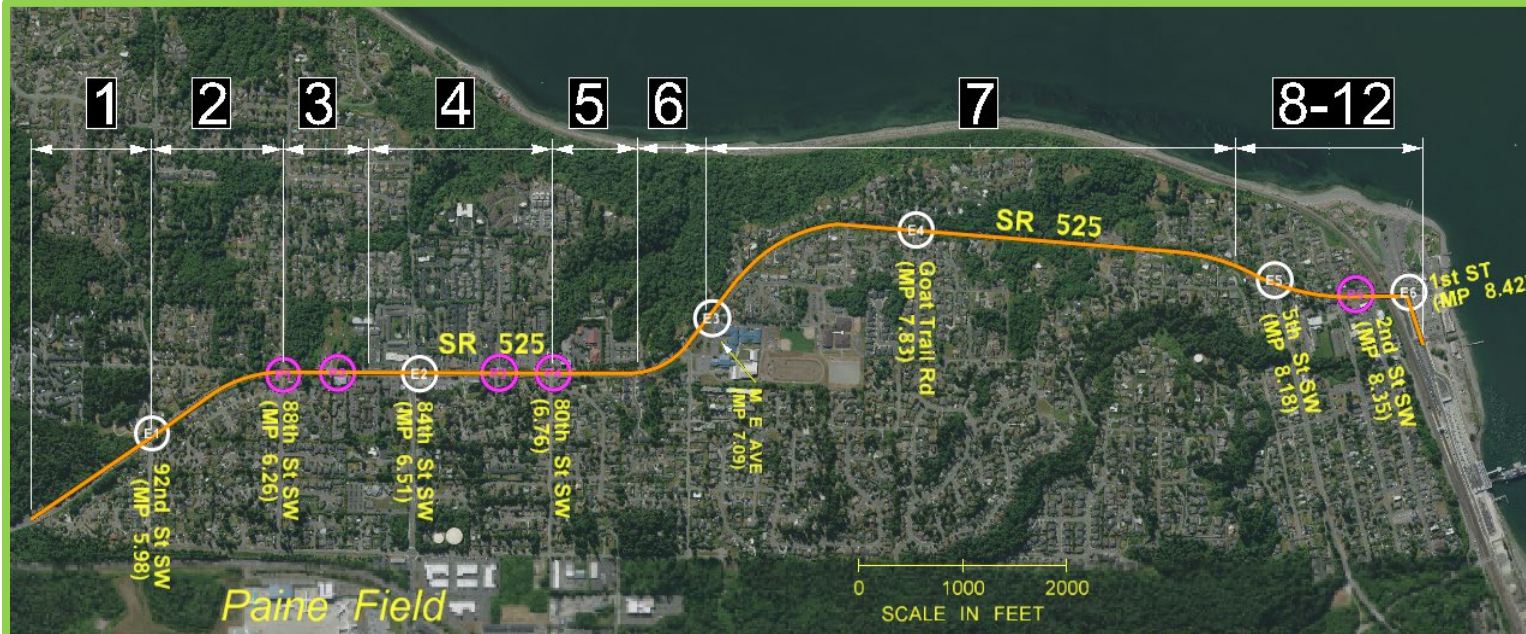 1 2 3 4 5 6 7 8-12
SR 525
SR 525
E1
E2
E3
E4
E5
E6
92nd St SW
(MP 5.98)
88th St SW
(MP 6.26)
84th St SW
(MP 6.51)
80th St SW
(6.76)
M E AVE
(MP 7.09)
Goat Trail Rd
(MP 7.83)
5th St SW
(MP 8.18)
2nd St SW
(MP 8.35)
1st ST
(MP 8.42
Paine Field
0 1000 2000
SCALE IN FEET